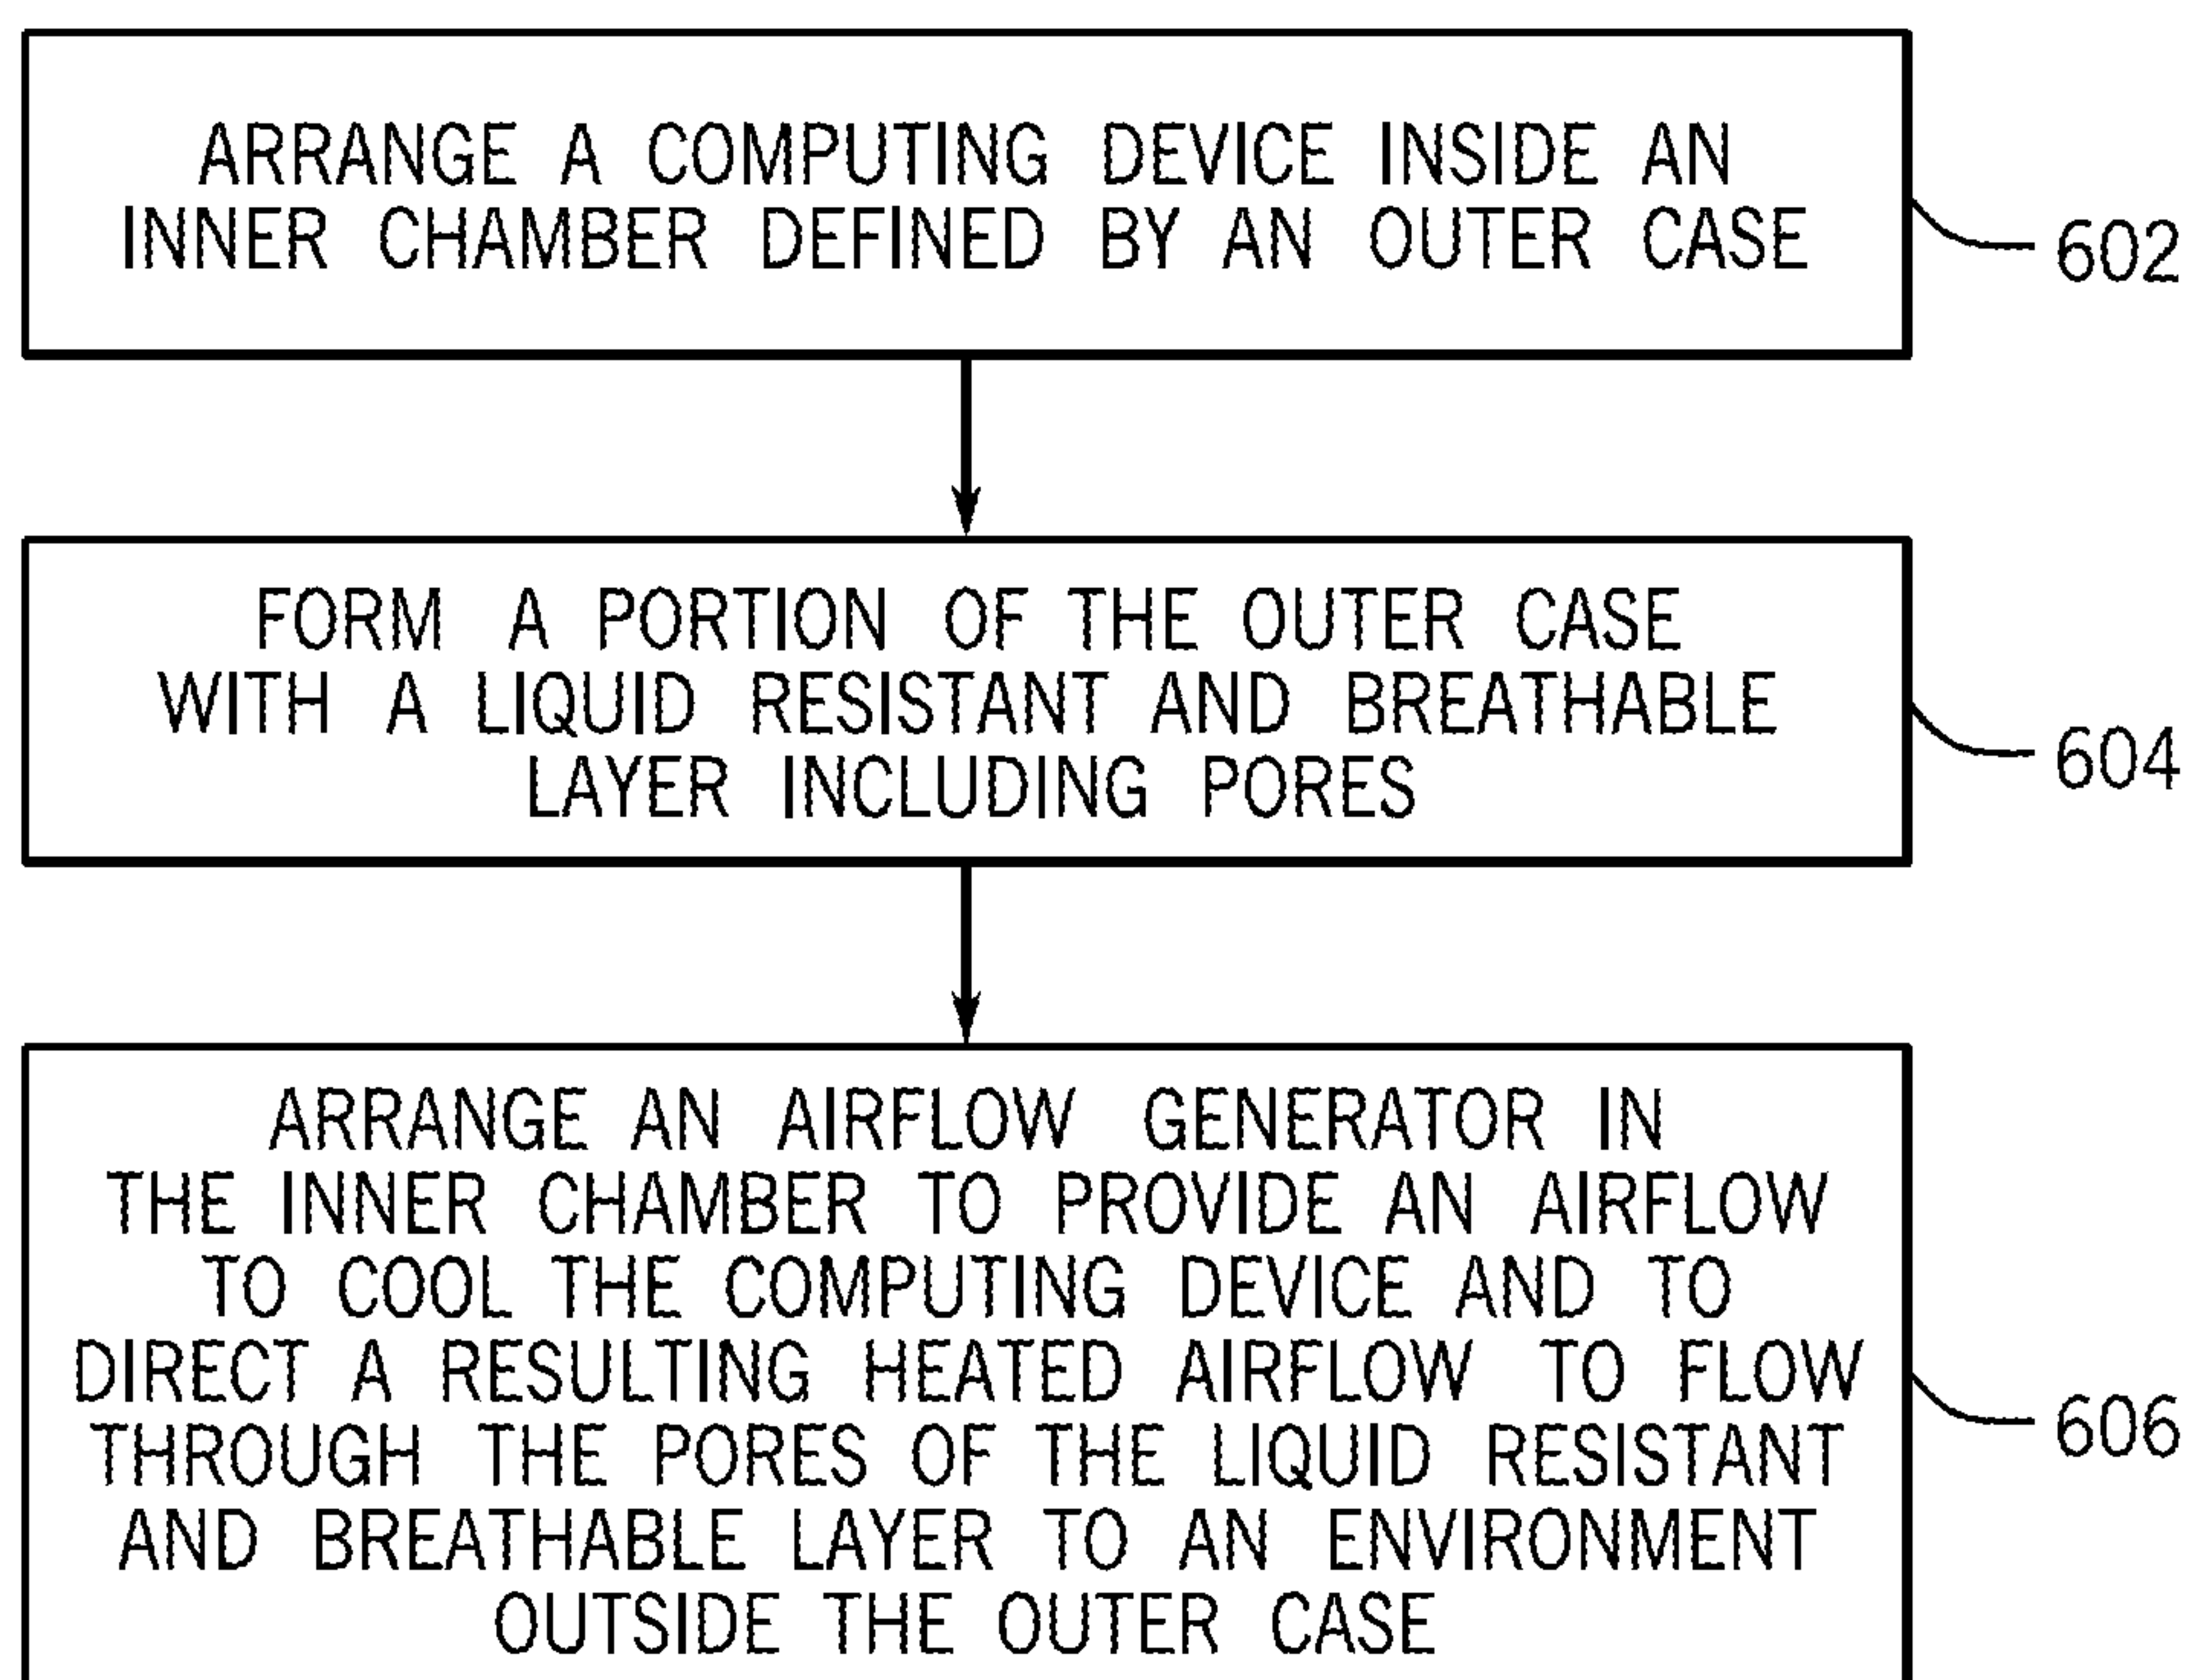 ARRANGE A COMPUTING DEVICE INSIDE AN
INNER CHAMBER DEFINED BY AN OUTER CASE
602
FORM A PORTION OF THE OUTER CASE
WITH A LIQUID RESISTANT AND BREATHABLE
LAYER INCLUDING PORES
604
ARRANGE AN AIRFLOW GENERATOR IN
THE INNER CHAMBER TO PROVIDE AN AIRFLOW
TO COOL THE COMPUTING DEVICE AND TO
DIRECT A RESULTING HEATED AIRFLOW TO FLOW
THROUGH THE PORES OF THE LIQUID RESISTANT
AND BREATHABLE LAYER TO AN ENVIRONMENT
OUTSIDE THE OUTER CASE
606